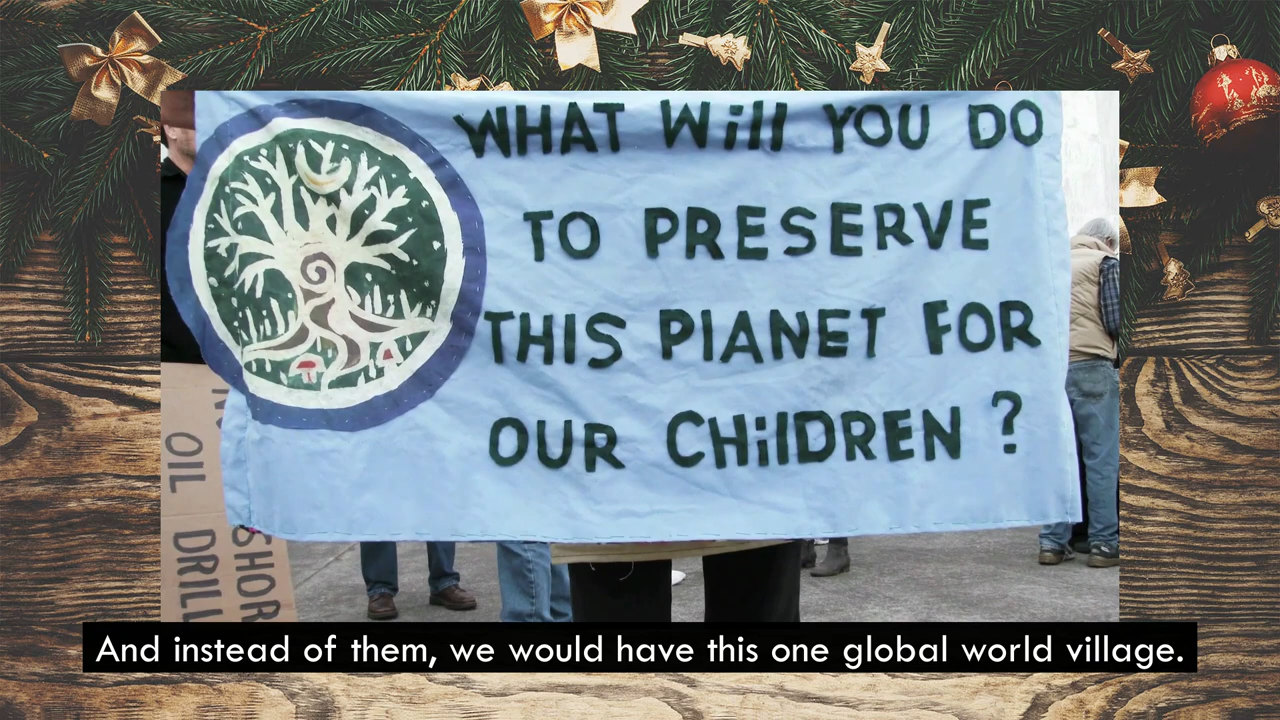 WHAT Will YOU DO
TO PRESERVE
THIS PlANET FOR
OUR CHilDREN ?
OIL DRILL
SHOR
And instead of them, we would have this one global world village.